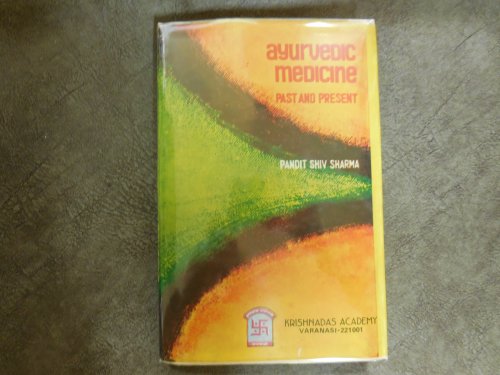 ayurvedic
medicine
PAST AND PRESENT
PANDIT SHIV SHARMA
KRISHNADAS ACADEMY
VARANASI-221001